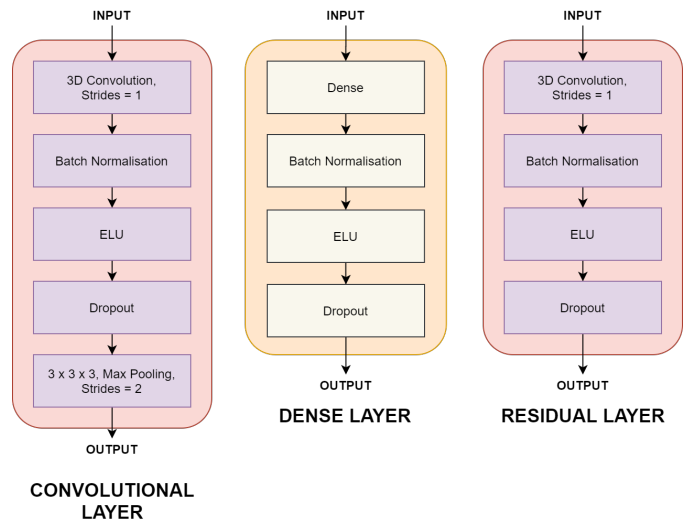 INPUT
3D Convolution,
Strides = 1
Batch Normalisation
ELU
Dropout
3 x 3 x 3, Max Pooling,
Strides = 2
OUTPUT
CONVOLUTIONAL
LAYER
INPUT
Dense
Batch Normalisation
ELU
Dropout
OUTPUT
DENSE LAYER
INPUT
3D Convolution,
Strides = 1
Batch Normalisation
ELU
Dropout
OUTPUT
RESIDUAL LAYER